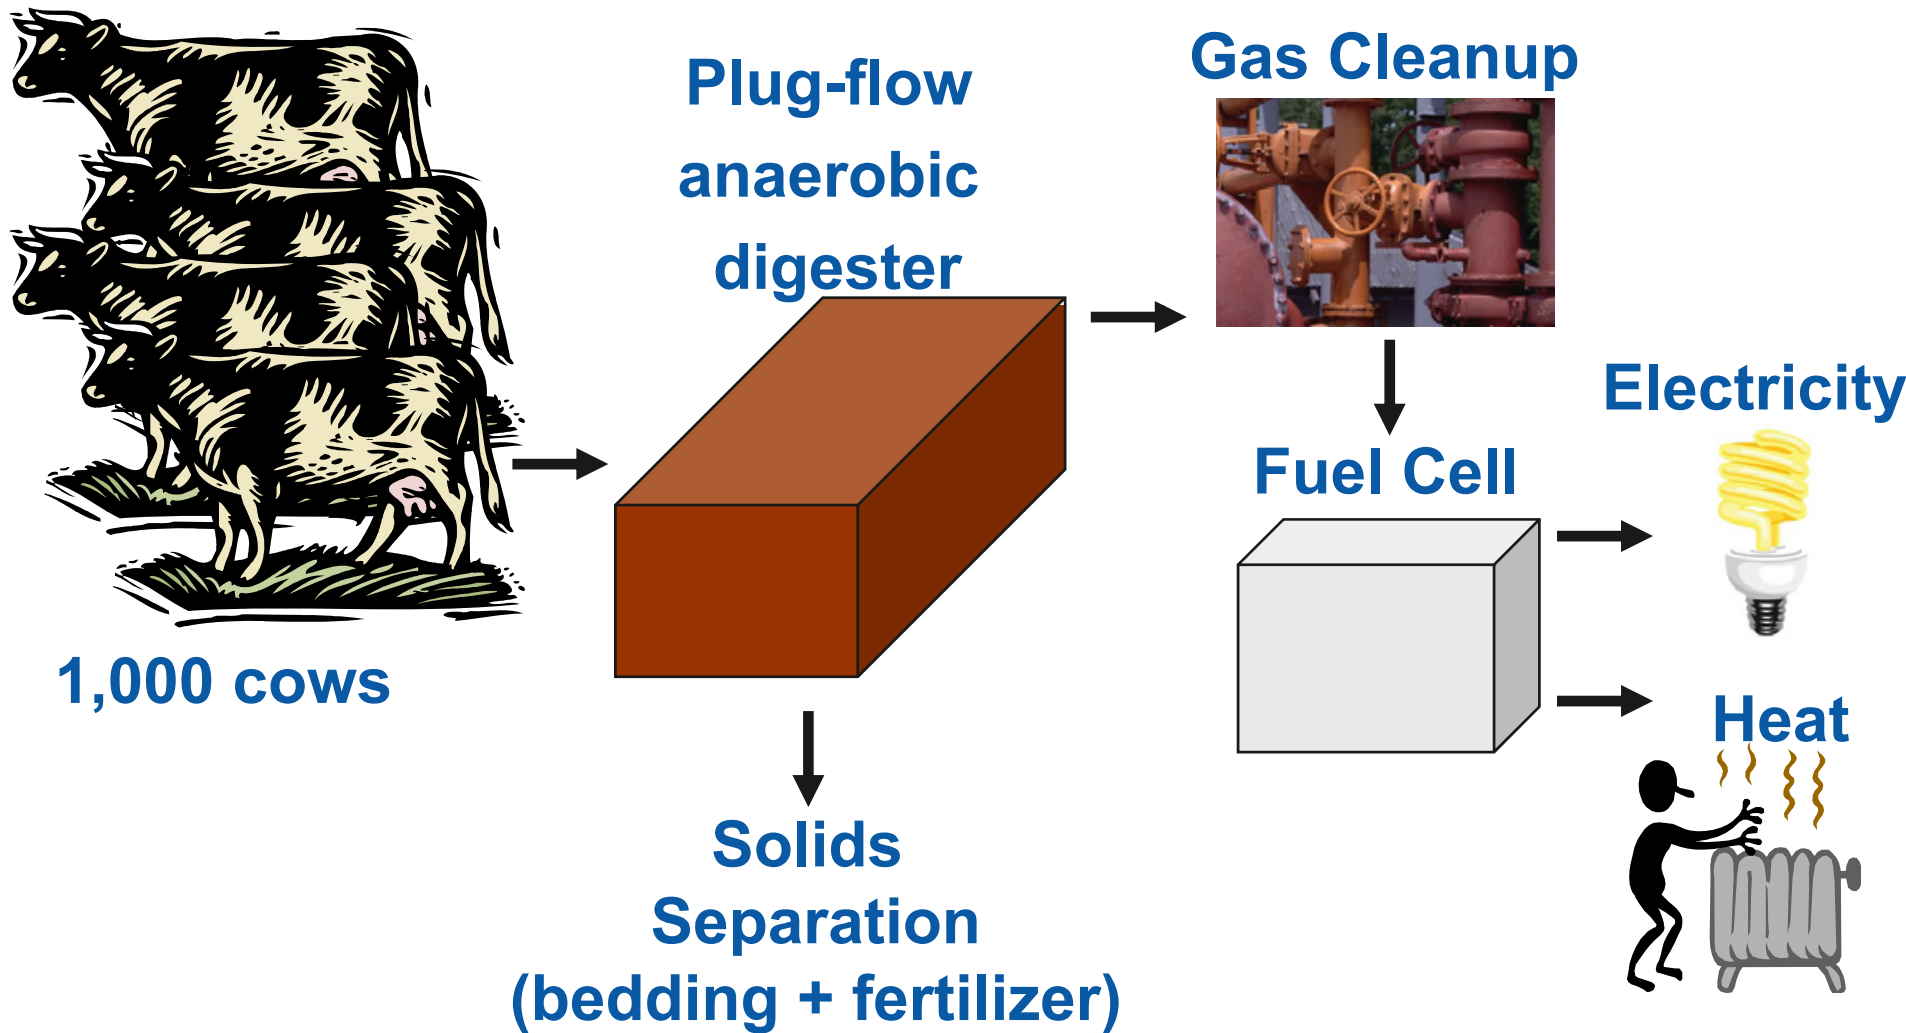 1,000 cows
Plug-flow
anaerobic
digester
Solids
Separation
(bedding + fertilizer)
Gas Cleanup
Fuel Cell
Electricity
Heat